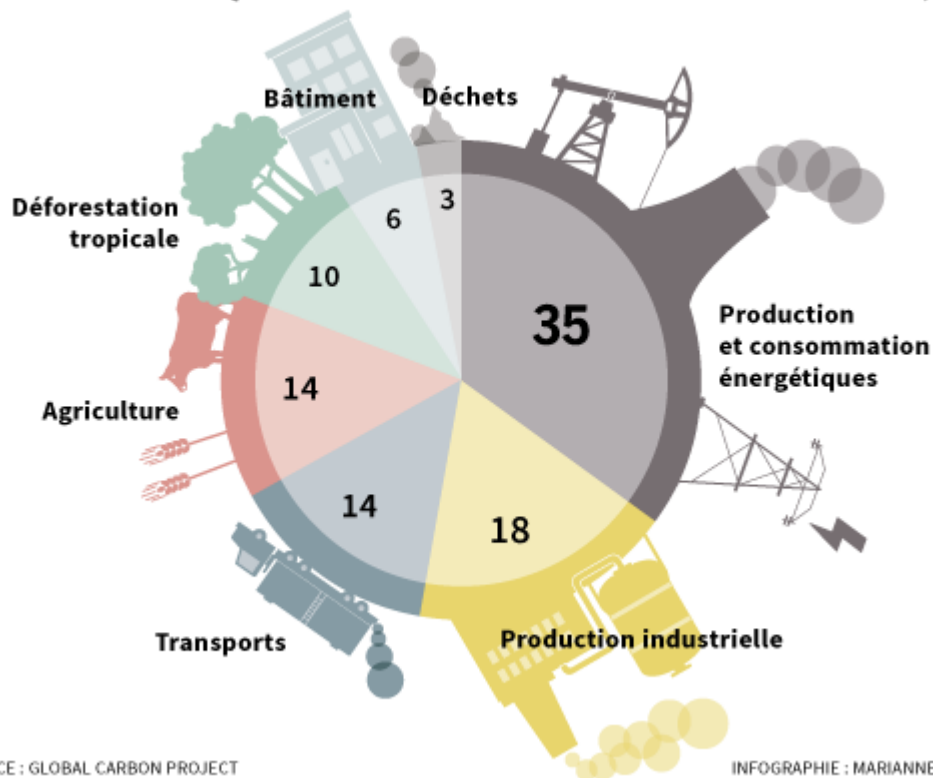 Bâtiment
Déchets
Déforestation
tropicale
3
6
10
35
Production
et consommation
énergétiques
14
Agriculture
14
18
Transports
Production industrielle
CE : GLOBAL CARBON PROJECT
INFOGRAPHIE : MARIANNE